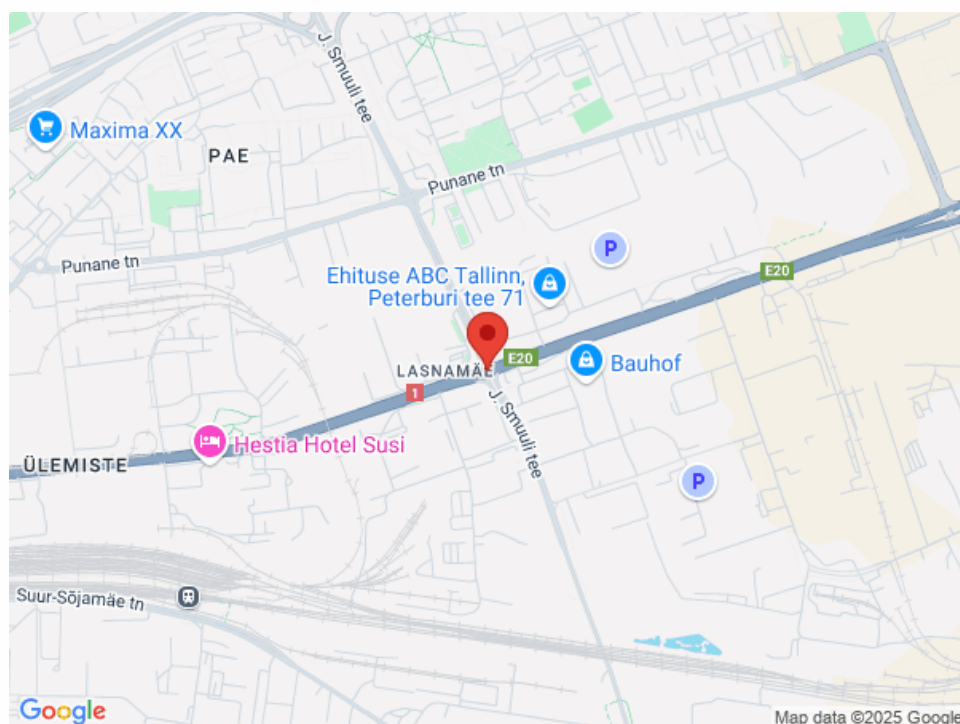 J. Smuuli tee
Maxima XX
PAE
Punane tn
Punane tn
P
E20
Ehituse ABC Tallinn,
Peterburi tee 71
E20
LASNAMÄE
Bauhof
1
J. Smuuli tee
Hestia Hotel Susi
ÜLEMISTE
P
Suur-Sõjamäe tn
Google
Map data ©2025 Google